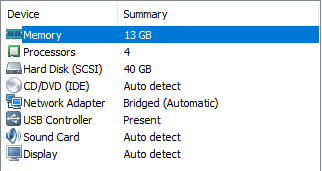 Device Summary
Memory 13 GB
Processors 4
Hard Disk (SCSI) 40 GB
CD/DVD (IDE) Auto detect
Network Adapter Bridged (Automatic)
USB Controller Present
Sound Card Auto detect
Display Auto detect